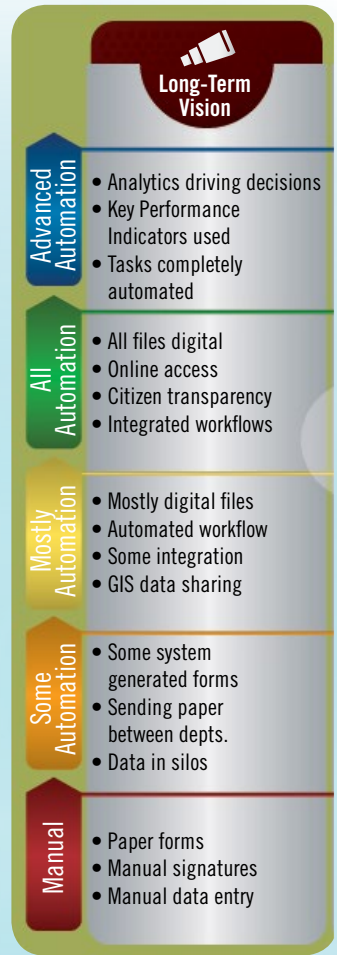 Long-Term
Vision
Advanced
Automation
• Analytics driving decisions
• Key Performance
Indicators used
• Tasks completely
automated
All
Automation
• All files digital
• Online access
• Citizen transparency
• Integrated workflows
Mostly
Automation
• Mostly digital files
• Automated workflow
• Some integration
• GIS data sharing
Some
Automation
• Some system
generated forms
• Sending paper
between depts.
• Data in silos
Manual
• Paper forms
• Manual signatures
• Manual data entry